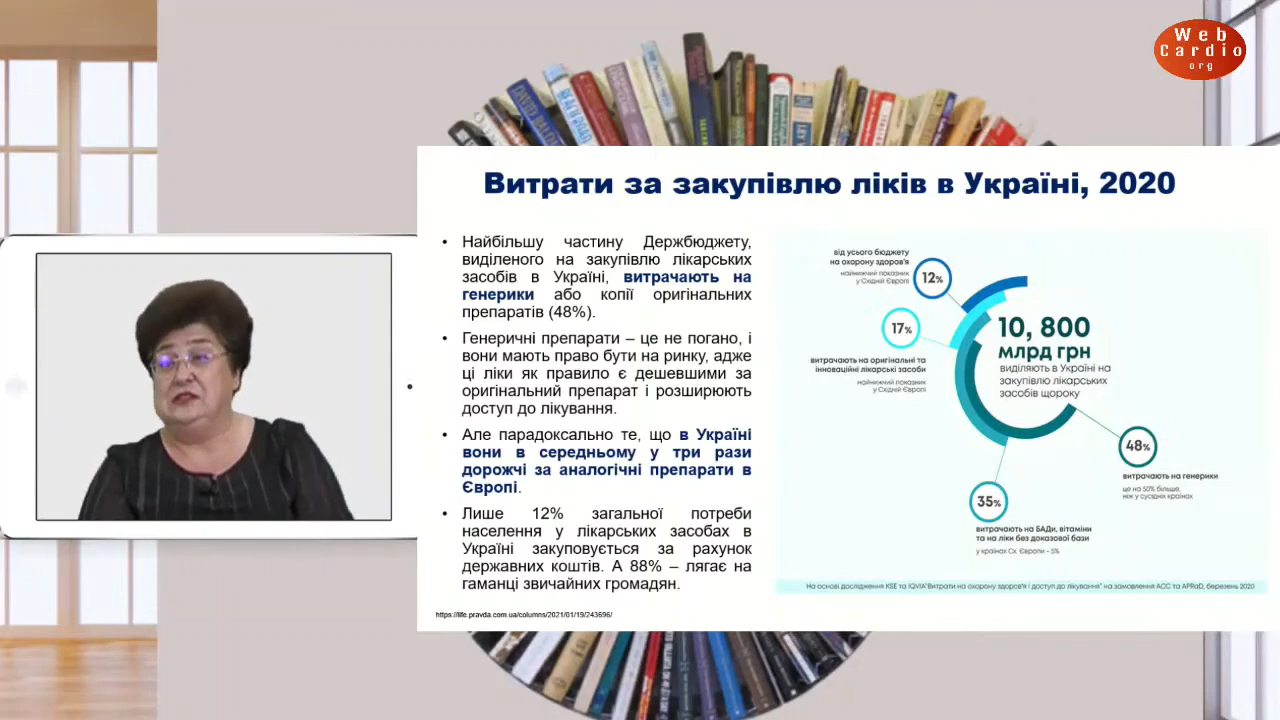 Web
Cardio
org
Витрати за закупівлю ліків в Україні, 2020
• Найбільшу частину Держбюджету,
виділеного на закупівлю лікарських
засобів в Україні, витрачають на
генерики або копії оригінальних
препаратів (48%).
• Генеричні препарати – це не погано, і
вони мають право бути на ринку, адже
ці ліки як правило є дешевшими за
оригінальний препарат і розширюють
доступ до лікування.
• Але парадоксально те, що в Україні
вони в середньому у три рази
дорожчі за аналогічні препарати в
Європі.
• Лише 12% загальної потреби
населення у лікарських засобах в
Україні закуповується за рахунок
державних коштів. А 88% – лягає на
гаманці звичайних громадян.
https://life.pravda.com.ua/columns/2021/01/19/243696/
від усього бюджету
на охорону здоров'я
найнижчий показник
у Східній Європі
12%
17%
витрачають на оригінальні та
інноваційні лікарські засоби
найнижчий показник
у Східній Європі
10, 800
млрд грн
виділяють в Україні на
закупівлю лікарських
засобів щороку
48%
витрачають на генерики
це на 50% більше,
ніж у сусідніх країнах
35%
витрачають на БАДи, вітаміни
та на ліки без доказової бази
у країнах Сх. Європи - 5%
На основі дослідження KSE та IQVIA "Витрати на охорону здоров'я і доступ до лікування" на замовлення ACC та APRaD, березень 2020